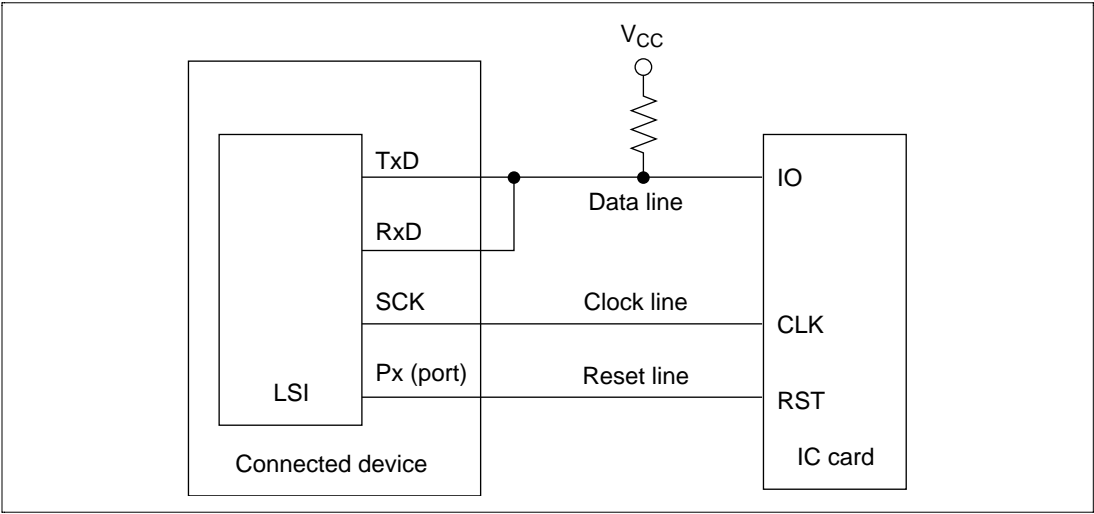 VCC
TxD
IO
Data line
RxD
SCK
Clock line
CLK
Px (port)
Reset line
RST
LSI
Connected device
IC card